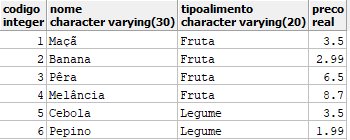 codigo nome tipoalimento preco
integer character varying(30) character varying(20) real
1 Maçã Fruta 3.5
2 Banana Fruta 2.99
3 Pêra Fruta 6.5
4 Melância Fruta 8.7
5 Cebola Legume 3.5
6 Pepino Legume 1.99